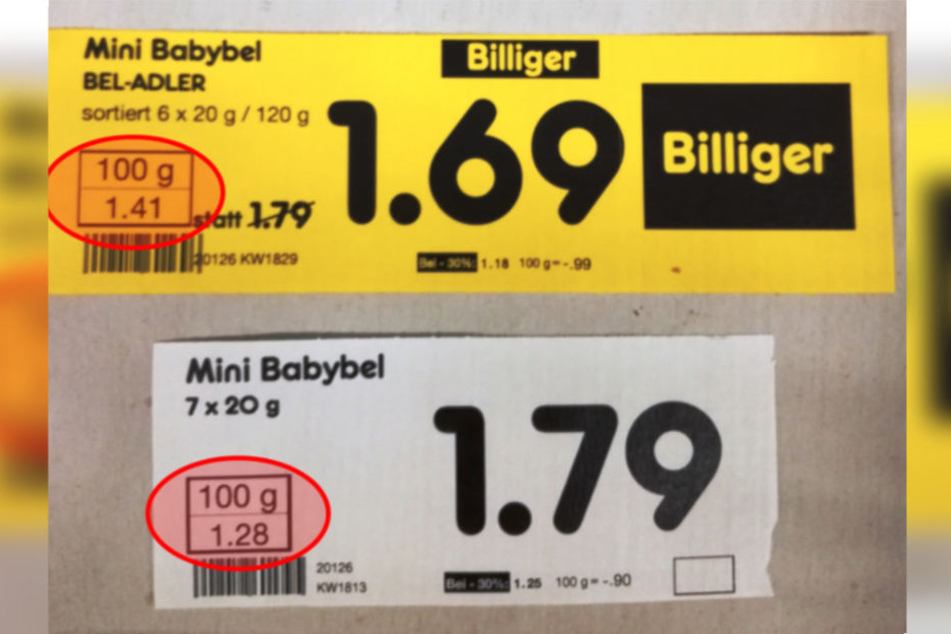 Mini Babybel
BEL-ADLER
sortiert 6 x 20 g / 120 g
100 g
1.41
statt 1.79
20126 KW1829
Billiger
1.69
Bei - 30%: 1.18 100 g = -.99
Billiger
Mini Babybel
7 x 20 g
100 g
1.28
20126
KW1813
1.79
Bei - 30%: 1.25 100 g = -.90